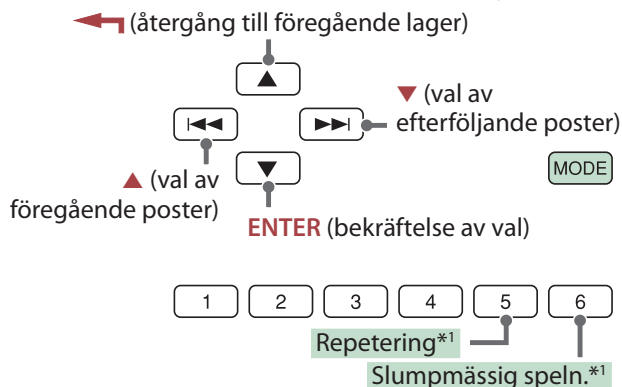 (återgång till föregående lager)
▼ (val av
efterföljande poster)
▲ (val av
föregående poster)
MODE
ENTER (bekräftelse av val)
1 2 3 4 5 6
Repetering*1
Slumpmässig speln.*1